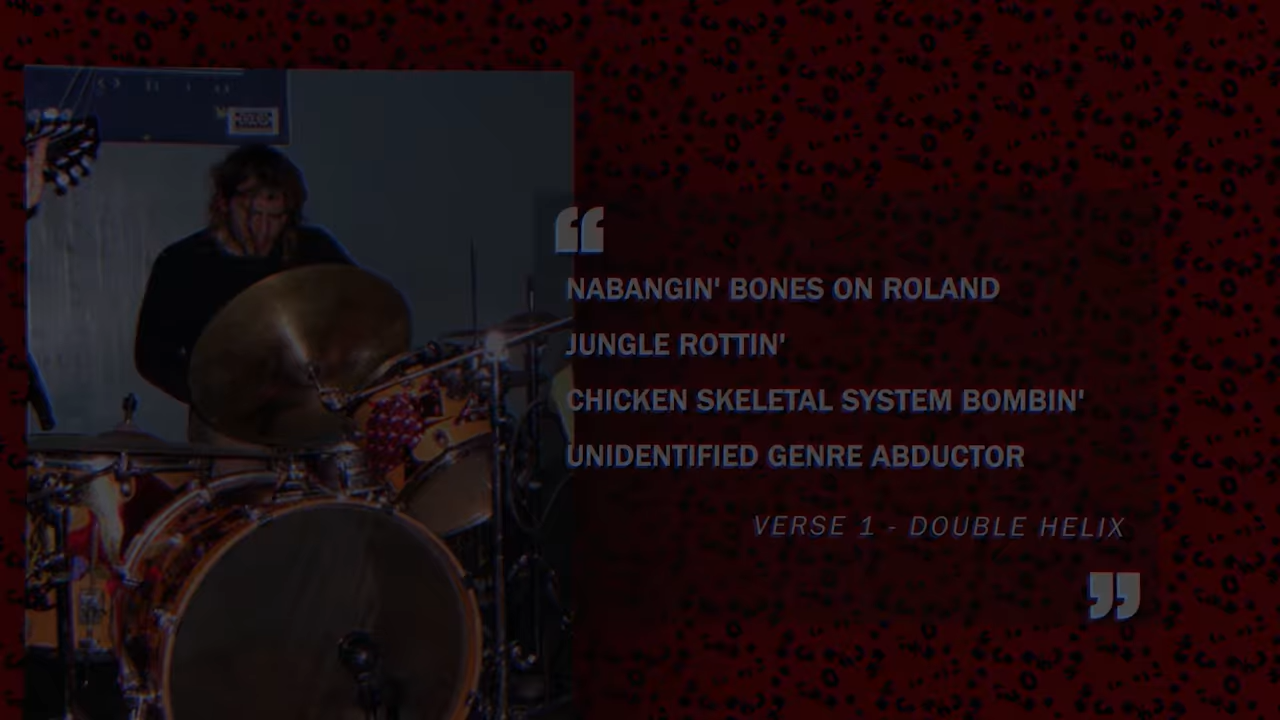 “
NABANGIN' BONES ON ROLAND
JUNGLE ROTTIN'
CHICKEN SKELETAL SYSTEM BOMBIN'
UNIDENTIFIED GENRE ABDUCTOR
VERSE 1 - DOUBLE HELIX
”